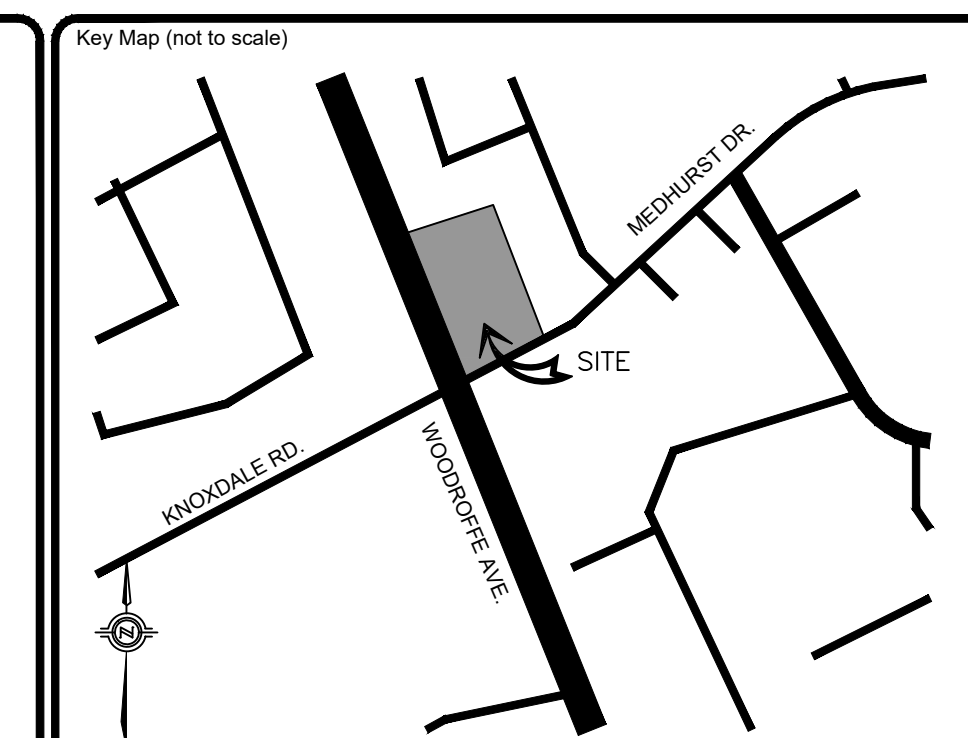 Key Map (not to scale)
MEDHURST DR.
SITE
KNOXDALE RD.
WOODROFFE AVE.
N